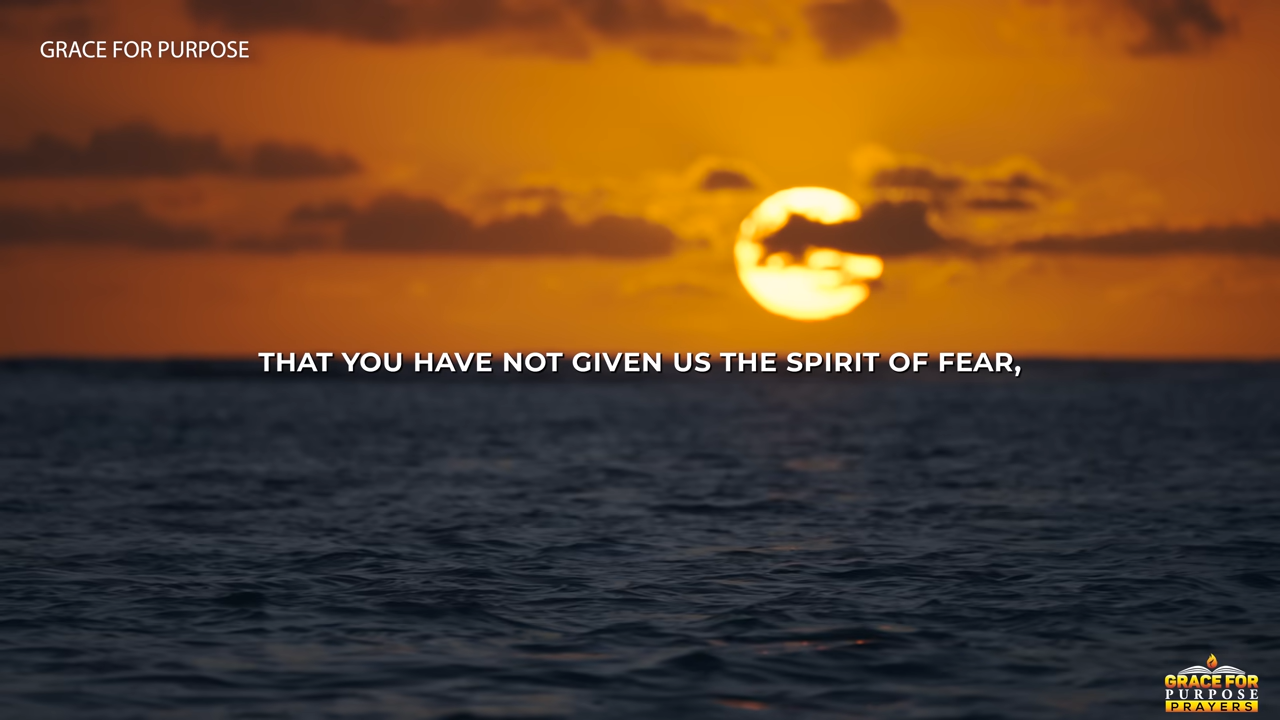 GRACE FOR PURPOSE
THAT YOU HAVE NOT GIVEN US THE SPIRIT OF FEAR,
GRACE FOR
PURPOSE
PRAYERS